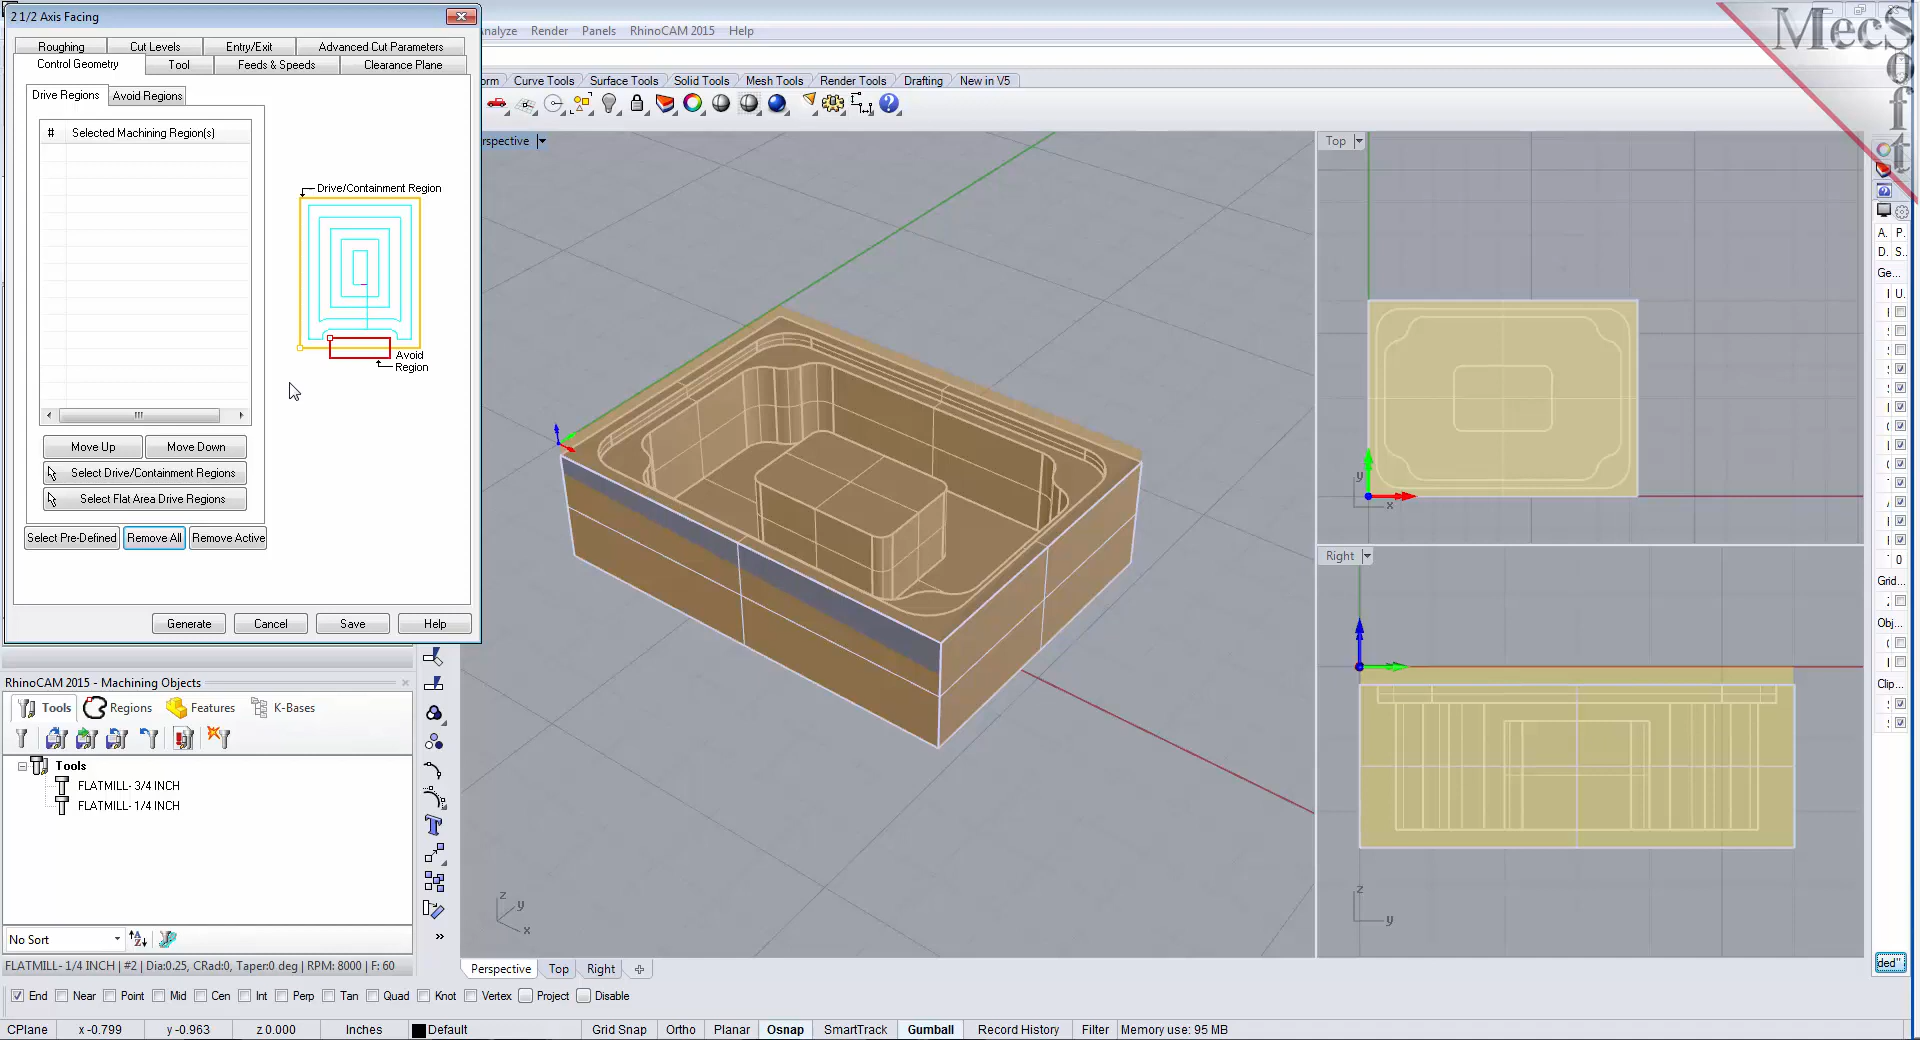 2 1/2 Axis Facing
Roughing Cut Levels Entry/Exit Advanced Cut Parameters
Control Geometry Tool Feeds & Speeds Clearance Plane
Drive Regions Avoid Regions
# Selected Machining Region(s)
Drive/Containment Region
Avoid
Region
Move Up Move Down
Select Drive/Containment Regions
Select Flat Area Drive Regions
Select Pre-Defined Remove All Remove Active
Generate Cancel Save Help
Analyze Render Panels RhinoCAM 2015 Help
orm Curve Tools Surface Tools Solid Tools Mesh Tools Render Tools Drafting New in V5
MecSoft
rspective
Top
y
x
Right
z
y
z
y
x
A. P.
D. S.
Ge...
U.
0
Grid...
Obj...
Clip...
ded"
RhinoCAM 2015 - Machining Objects
Tools Regions Features K-Bases
Tools
FLATMILL- 3/4 INCH
FLATMILL- 1/4 INCH
No Sort
FLATMILL- 1/4 INCH | #2 | Dia:0.25, CRad:0, Taper:0 deg | RPM: 8000 | F: 60
Perspective Top Right
End Near Point Mid Cen Int Perp Tan Quad Knot Vertex Project Disable
CPlane x -0.799 y -0.963 z 0.000 Inches Default Grid Snap Ortho Planar Osnap SmartTrack Gumball Record History Filter Memory use: 95 MB